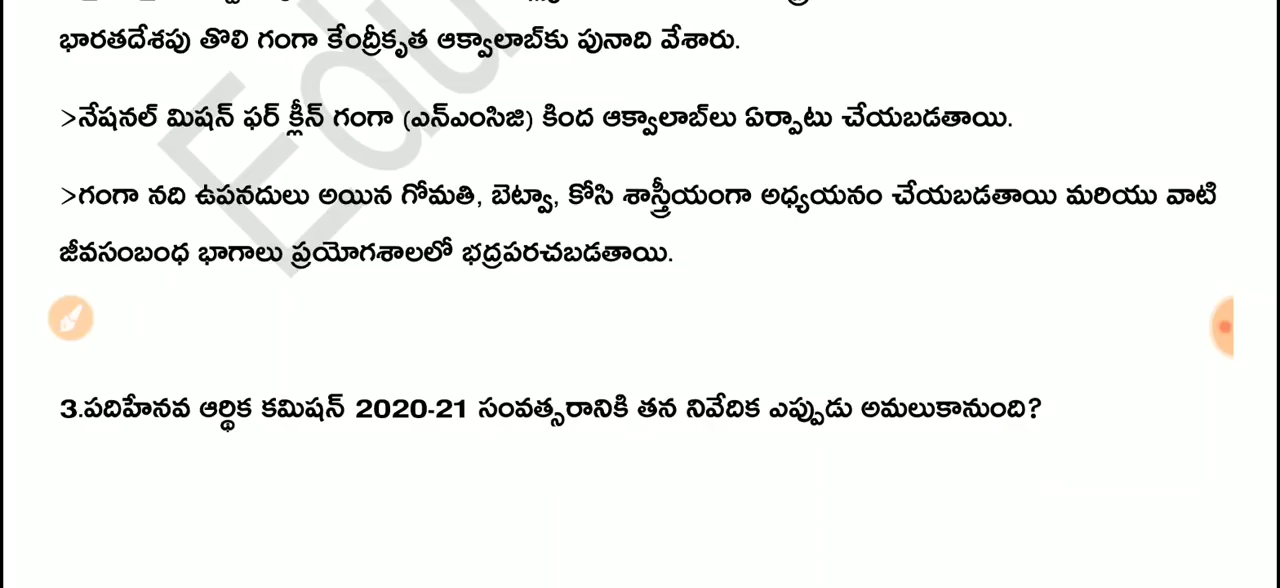 భారతదేశపు తొలి గంగా కేంద్రీకృత ఆక్వాలాబ్‌కు పునాది వేశారు.
>నేషనల్ మిషన్ ఫర్ క్లీన్ గంగా (ఎన్ఎంసిజి) కింద ఆక్వాలాబ్‌లు ఏర్పాటు చేయబడతాయి.
>గంగా నది ఉపనదులు అయిన గోమతి, బెట్వా, కోసి శాస్త్రీయంగా అధ్యయనం చేయబడతాయి మరియు వాటి
జీవసంబంధ భాగాలు ప్రయోగశాలలో భద్రపరచబడతాయి.
3.పదిహేనవ ఆర్థిక కమిషన్ 2020-21 సంవత్సరానికి తన నివేదిక ఎప్పుడు అమలుకానుంది?
Edu